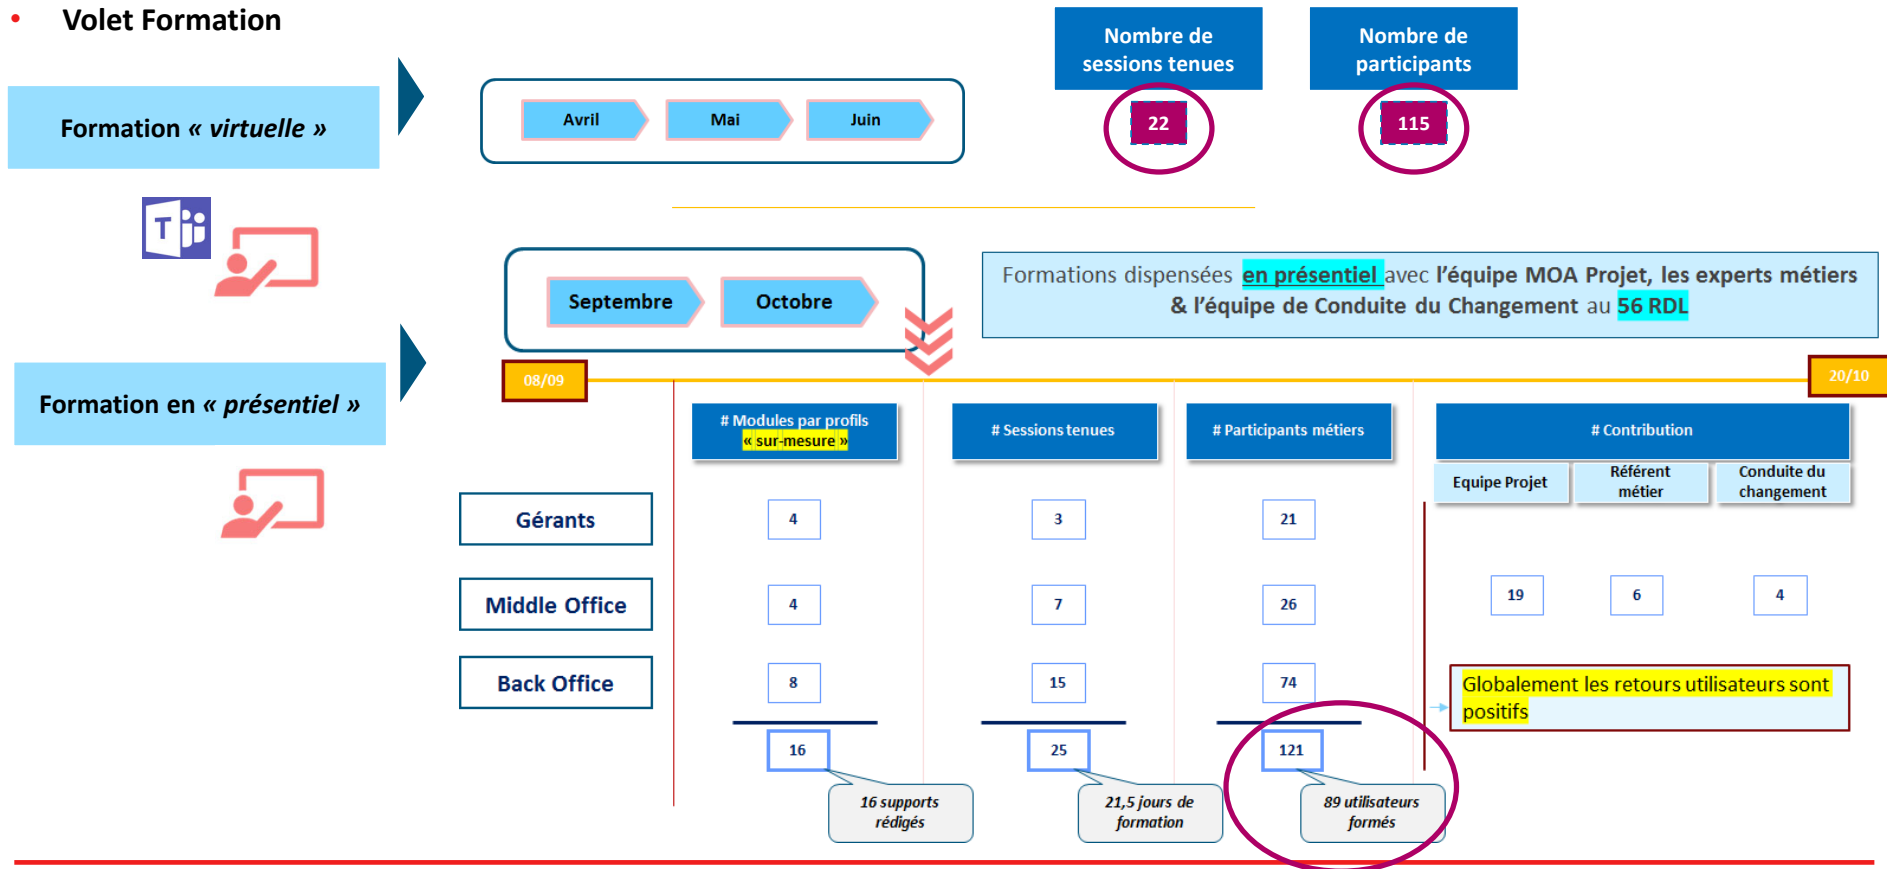 • Volet Formation
Nombre de
sessions tenues
Nombre de
participants
Formation « virtuelle »
Avril
Mai
Juin
22
115
T
Septembre
Octobre
Formations dispensées en présentiel avec l'équipe MOA Projet, les experts métiers
& l'équipe de Conduite du Changement au 56 RDL
Formation en « présentiel »
08/09
20/10
# Modules par profils
« sur-mesure »
# Sessions tenues
# Participants métiers
# Contribution
Equipe Projet
Référent
métier
Conduite du
changement
Gérants
4
3
21
Middle Office
4
7
26
19
6
4
Back Office
8
15
74
Globalement les retours utilisateurs sont
positifs
16
25
121
16 supports
rédigés
21,5 jours de
formation
89 utilisateurs
formés